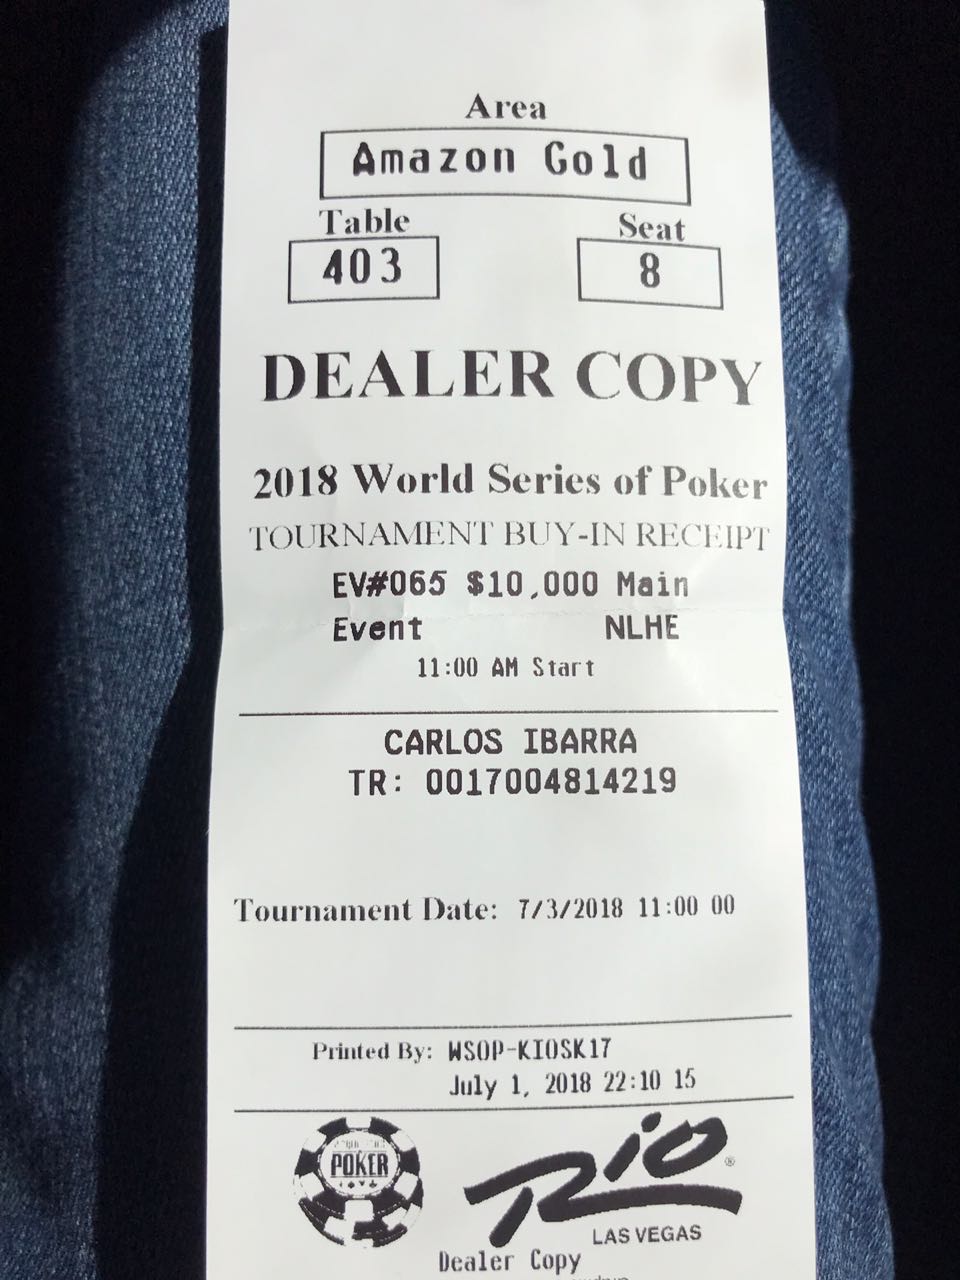 Area
Amazon Gold
Table Seat
403 8
DEALER COPY
2018 World Series of Poker
TOURNAMENT BUY-IN RECEIPT
EV#065 $10,000 Main
Event NLHE
11:00 AM Start
CARLOS IBARRA
TR: 0017004814219
Tournament Date: 7/3/2018 11:00 00
Printed By: WSOP-KIOSK17
July 1, 2018 22:10 15
POKER
Rio®
LAS VEGAS
Dealer Copy